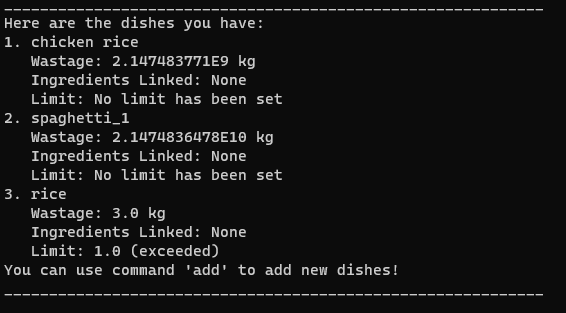 ____________________________________________________________
Here are the dishes you have:
1. chicken rice
   Wastage: 2.147483771E9 kg
   Ingredients Linked: None
   Limit: No limit has been set
2. spaghetti_1
   Wastage: 2.1474836478E10 kg
   Ingredients Linked: None
   Limit: No limit has been set
3. rice
   Wastage: 3.0 kg
   Ingredients Linked: None
   Limit: 1.0 (exceeded)
You can use command 'add' to add new dishes!
____________________________________________________________